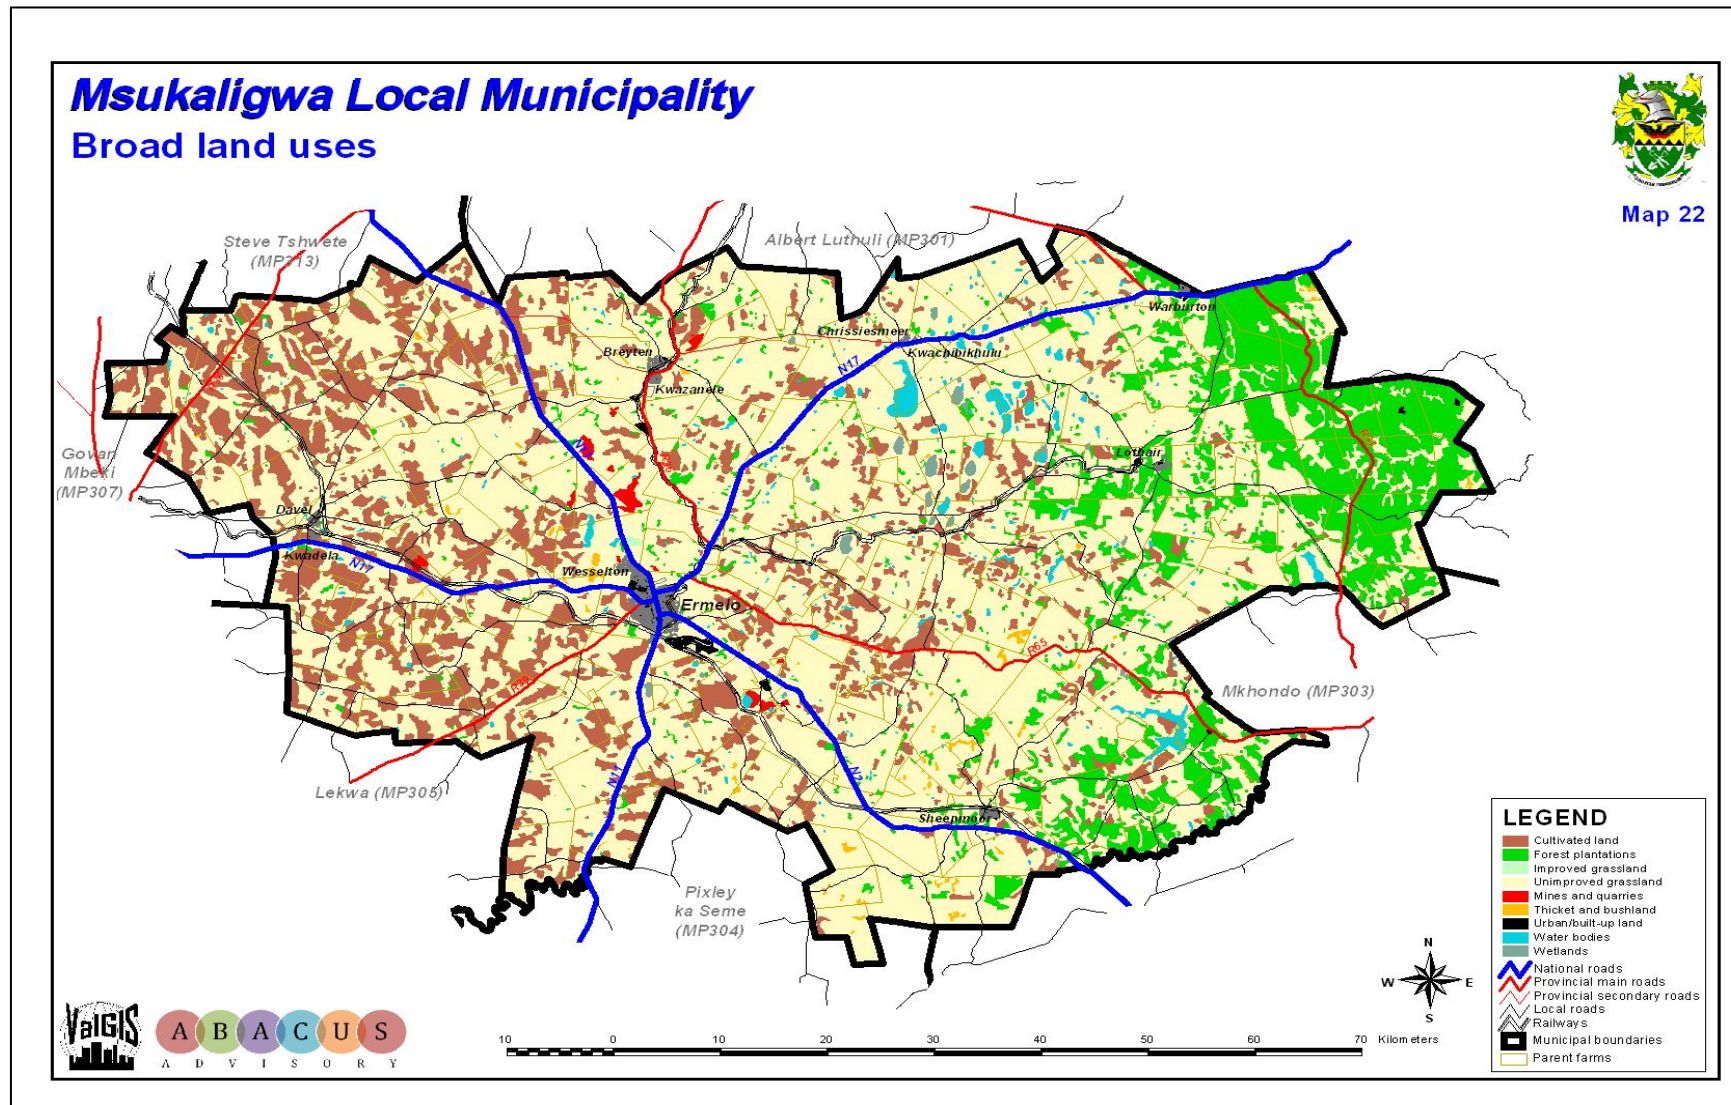 Msukaligwa Local Municipality
Broad land uses
Map 22
Steve Tshwete
(MP313)
Albert Luthuli (MP301)
Warburton
Chrissiesmeer
Kwachibikhulu
Breyten
Kwazanele
N17
N11
Lothair
Govan
Mbeki
(MP307)
Davel
Kwadela
N17
Wesselton
Ermelo
R65
R39
Mkhondo (MP303)
Lekwa (MP305)
N11
N2
Sheepmoor
Pixley
ka Seme
(MP304)
LEGEND
Cultivated land
Forest plantations
Improved grassland
Unimproved grassland
Mines and quarries
Thicket and bushland
Urban/built-up land
Water bodies
Wetlands
National roads
Provincial main roads
Provincial secondary roads
Local roads
Railways
Municipal boundaries
Parent farms
N
W E
S
ValGIS
ABACUS
ADVISORY
10 0 10 20 30 40 50 60 70 Kilometers